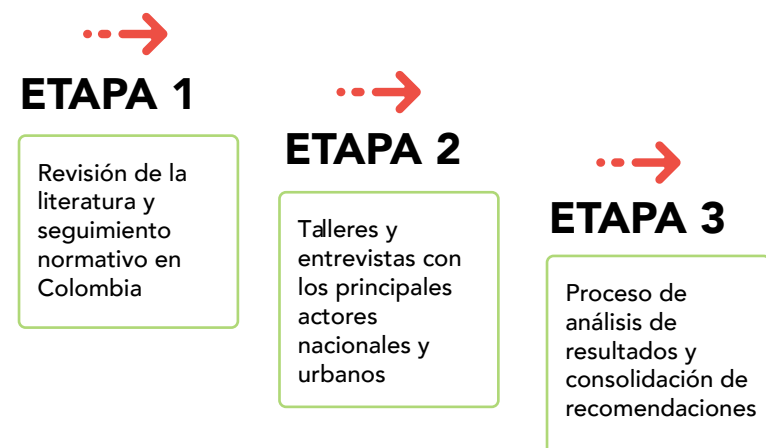 ETAPA 1
Revisión de la
literatura y
seguimiento
normativo en
Colombia
ETAPA 2
Talleres y
entrevistas con
los principales
actores
nacionales y
urbanos
ETAPA 3
Proceso de
análisis de
resultados y
consolidación de
recomendaciones